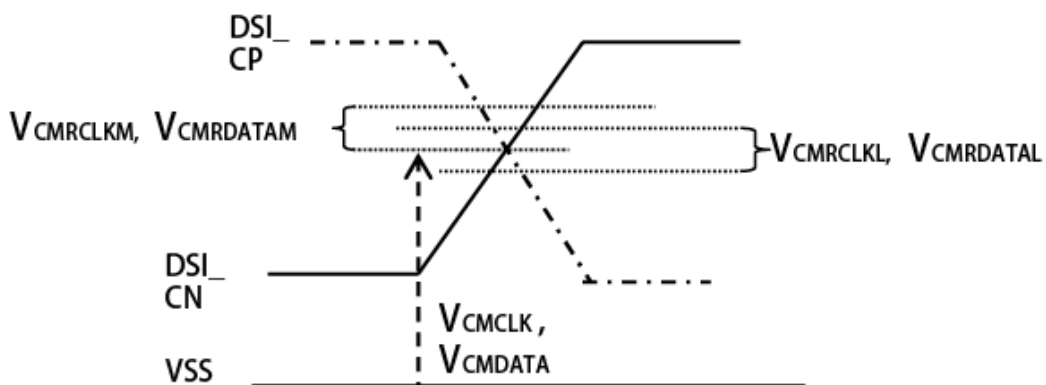 DSI_
CP
VCMRCLKM, VCMRDATAM
VCMRCLKL, VCMRDATAL
DSI_
CN
VCMCLK ,
VCMDATA
VSS